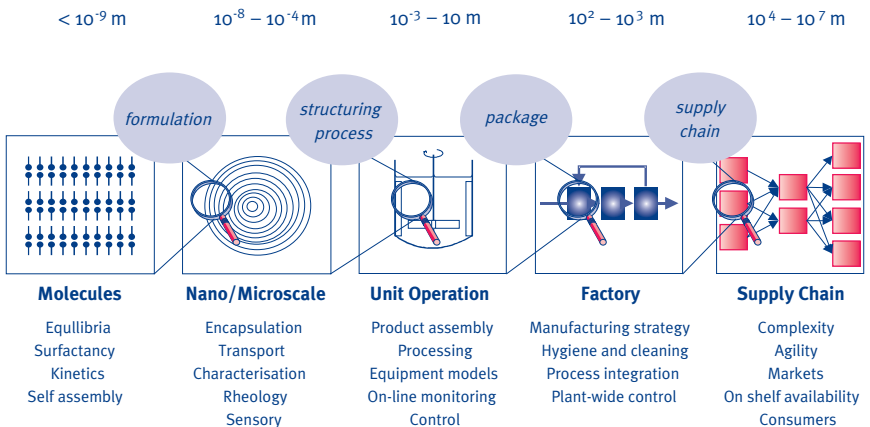 < 10⁻⁹ m
10⁻⁸ – 10⁻⁴ m
10⁻³ – 10 m
10² – 10³ m
10⁴ – 10⁷ m
formulation
structuring
process
package
supply
chain
Molecules
Equllibria
Surfactancy
Kinetics
Self assembly
Nano/Microscale
Encapsulation
Transport
Characterisation
Rheology
Sensory
Unit Operation
Product assembly
Processing
Equipment models
On-line monitoring
Control
Factory
Manufacturing strategy
Hygiene and cleaning
Process integration
Plant-wide control
Supply Chain
Complexity
Agility
Markets
On shelf availability
Consumers